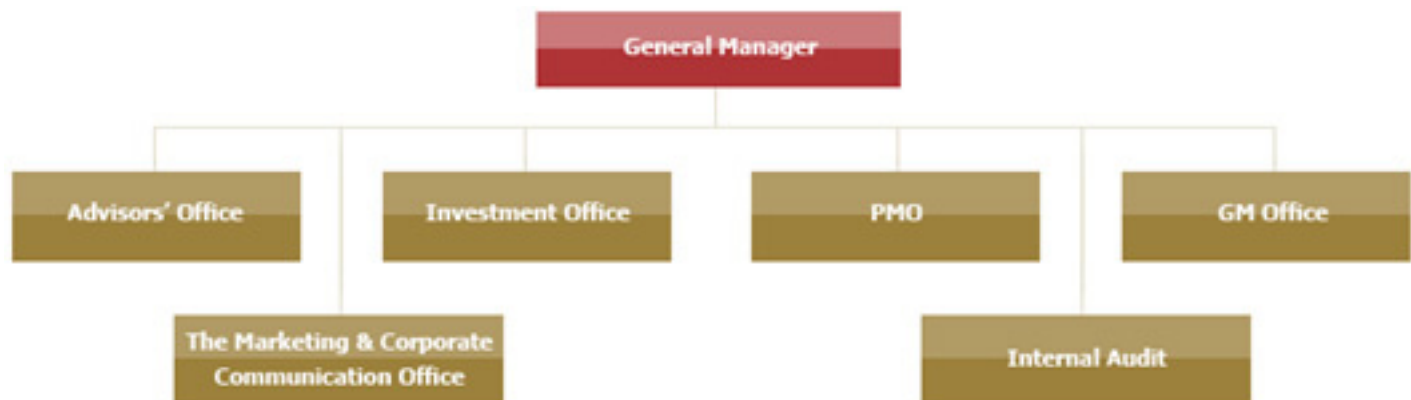 General Manager
Advisors’ Office
Investment Office
PMO
GM Office
The Marketing & Corporate
Communication Office
Internal Audit